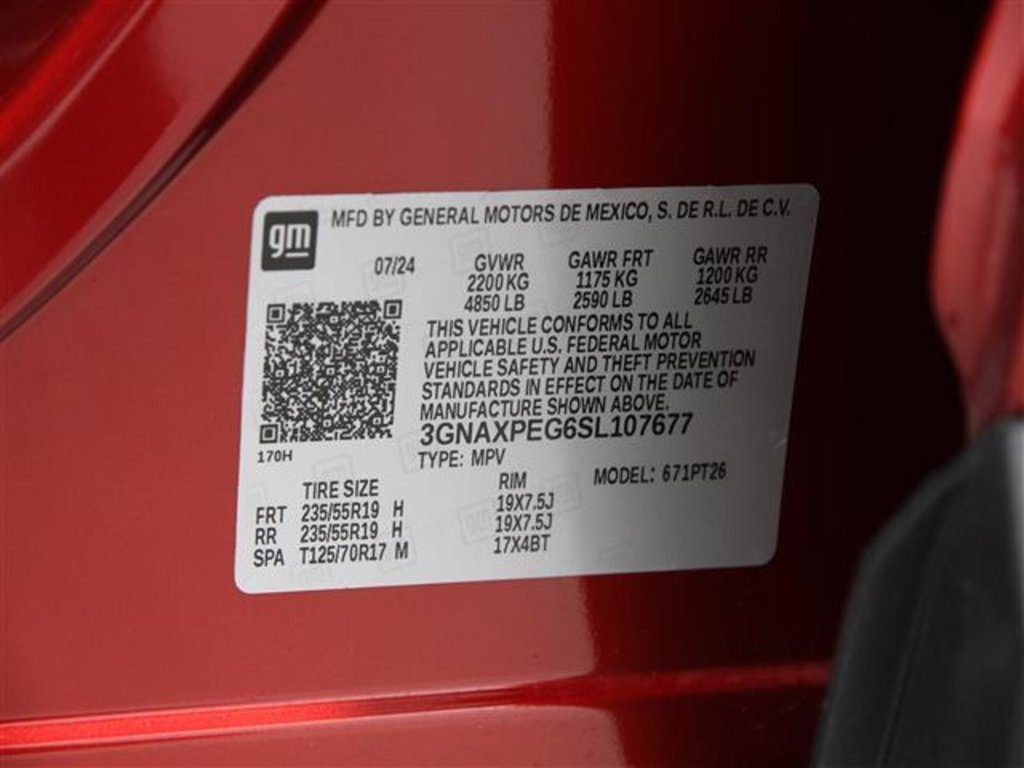 gm MFD BY GENERAL MOTORS DE MEXICO, S. DE R.L. DE C.V.
07/24 GVWR GAWR FRT GAWR RR
2200 KG 1175 KG 1200 KG
4850 LB 2590 LB 2645 LB
THIS VEHICLE CONFORMS TO ALL
APPLICABLE U.S. FEDERAL MOTOR
VEHICLE SAFETY AND THEFT PREVENTION
STANDARDS IN EFFECT ON THE DATE OF
MANUFACTURE SHOWN ABOVE.
3GNAXPEG6SL107677
170H
TYPE: MPV MODEL: 671PT26
TIRE SIZE RIM
FRT 235/55R19 H 19X7.5J
RR 235/55R19 H 19X7.5J
SPA T125/70R17 M 17X4BT